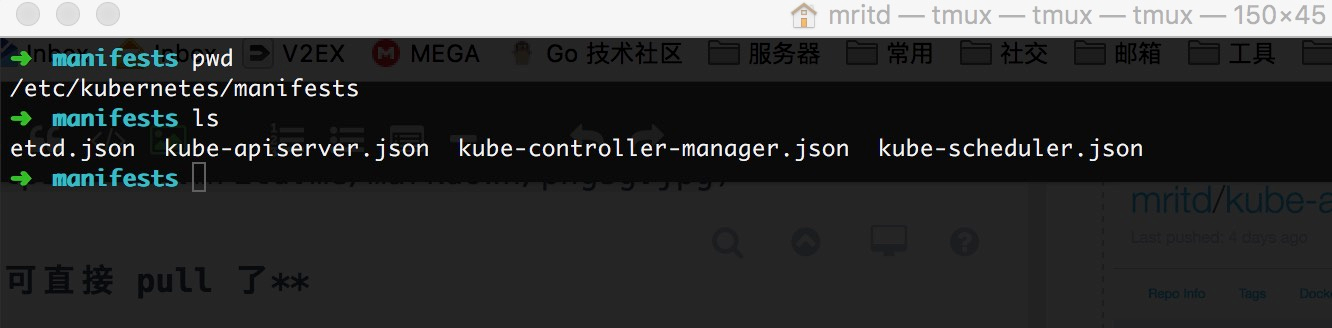 mritd — tmux — tmux — tmux — 150×45
Inbox Inbox V2EX MEGA Go 技术社区 服务器 常用 社交 邮箱 工具
➜ manifests pwd
/etc/kubernetes/manifests
➜ manifests ls
etcd.json kube-apiserver.json kube-controller-manager.json kube-scheduler.json
➜ manifests
mritd/kube-a
Last pushed: 4 days ago
可直接 pull 了**
Repo Info Tags Docke